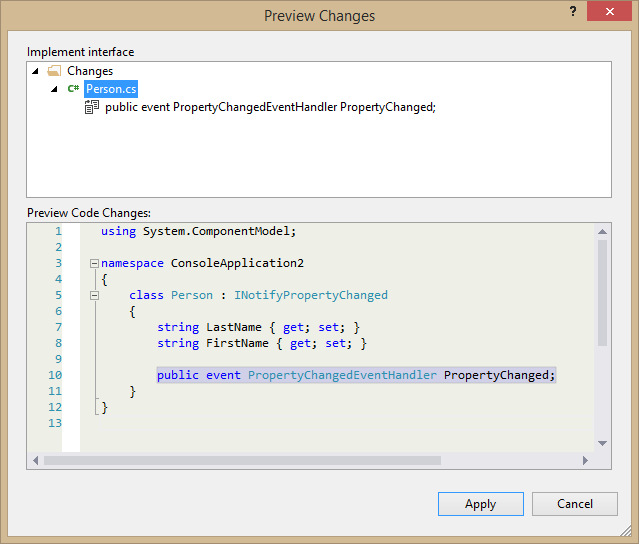 Preview Changes
?
Implement interface
Changes
C# Person.cs
public event PropertyChangedEventHandler PropertyChanged;
Preview Code Changes:
1 using System.ComponentModel;
2
3 namespace ConsoleApplication2
4 {
5 class Person : INotifyPropertyChanged
6 {
7 string LastName { get; set; }
8 string FirstName { get; set; }
9
10 public event PropertyChangedEventHandler PropertyChanged;
11 }
12 }
13
Apply Cancel